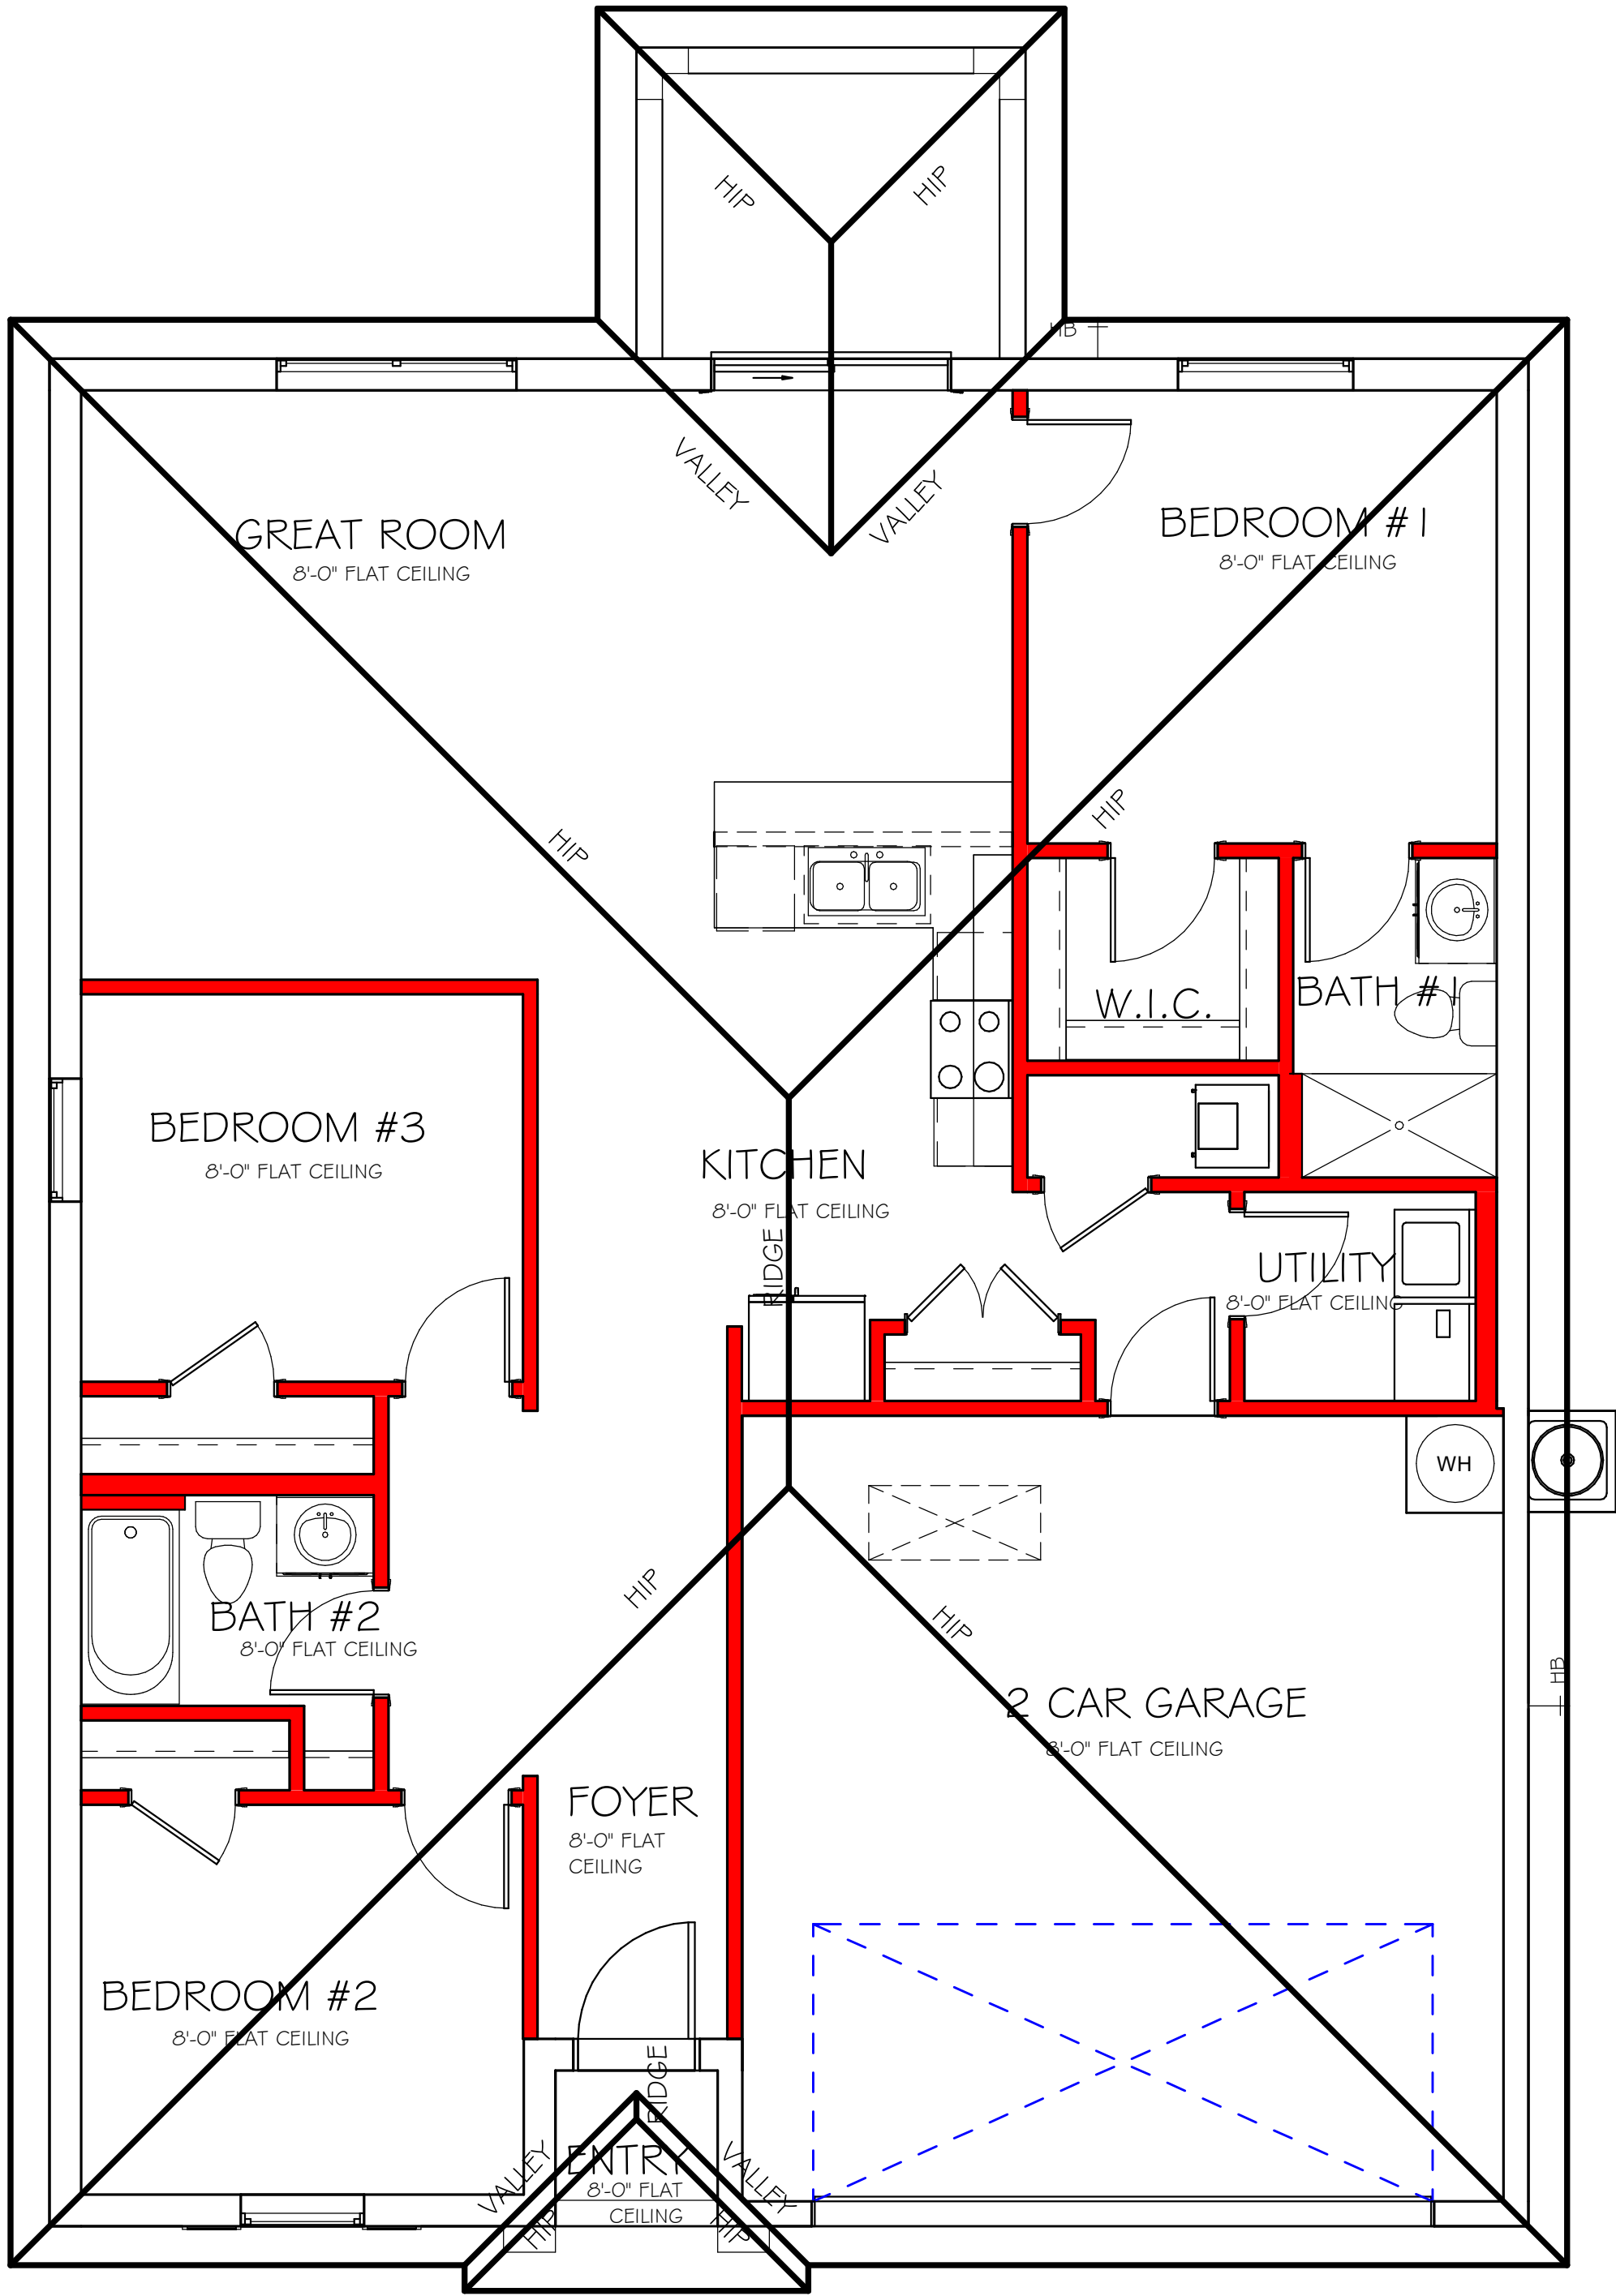 HIP
HIP
HB
VALLEY
VALLEY
GREAT ROOM
8'-0" FLAT CEILING
BEDROOM #1
8'-0" FLAT CEILING
HIP
HIP
W.I.C.
BATH #1
BEDROOM #3
8'-0" FLAT CEILING
KITCHEN
8'-0" FLAT CEILING
RIDGE
UTILITY
8'-0" FLAT CEILING
WH
HIP
HIP
BATH #2
8'-0" FLAT CEILING
HB
2 CAR GARAGE
8'-0" FLAT CEILING
FOYER
8'-0" FLAT
CEILING
BEDROOM #2
8'-0" FLAT CEILING
RIDGE
VALLEY
ENTRY
VALLEY
8'-0" FLAT
CEILING
HIP
HIP